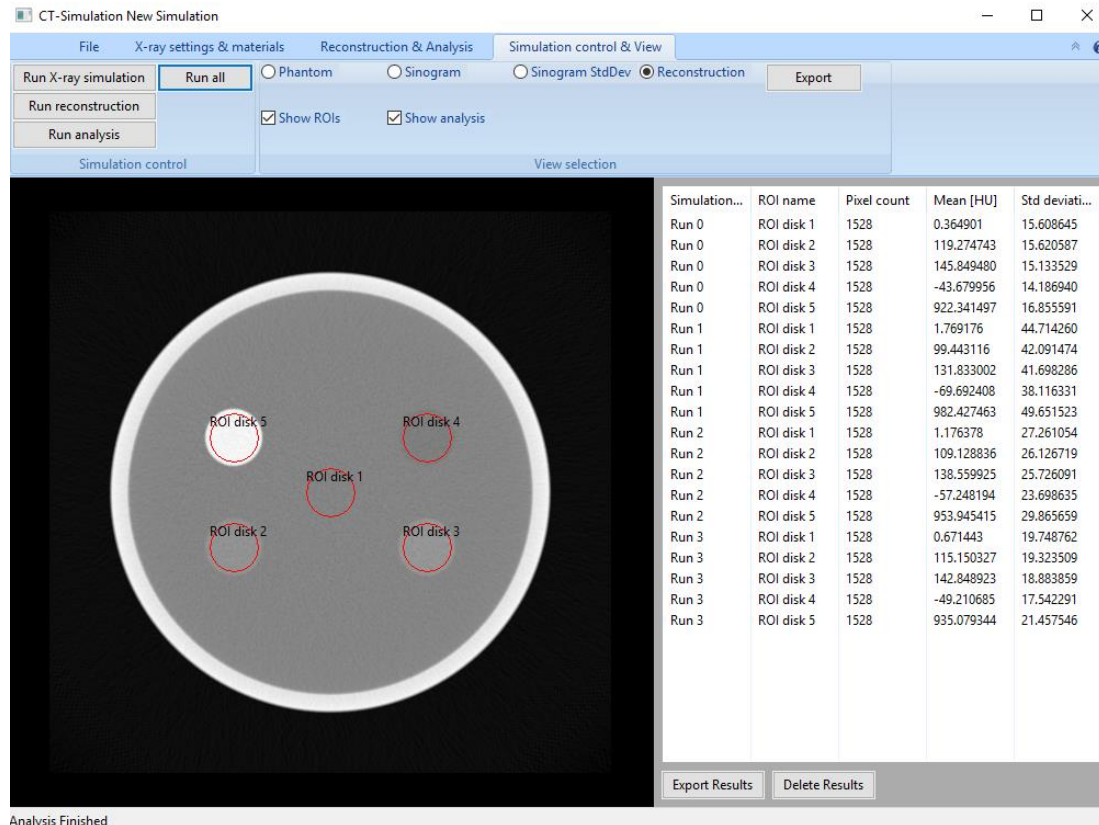 CT-Simulation New Simulation
File X-ray settings & materials Reconstruction & Analysis Simulation control & View
Run X-ray simulation Run all Phantom Sinogram Sinogram StdDev Reconstruction Export
Run reconstruction
Show ROIs Show analysis
Run analysis
Simulation control View selection
ROI disk 5 ROI disk 4
ROI disk 1
ROI disk 2 ROI disk 3
Simulation... ROI name Pixel count Mean [HU] Std deviati...
Run 0 ROI disk 1 1528 0.364901 15.608645
Run 0 ROI disk 2 1528 119.274743 15.620587
Run 0 ROI disk 3 1528 145.849480 15.133529
Run 0 ROI disk 4 1528 -43.679956 14.186940
Run 0 ROI disk 5 1528 922.341497 16.855591
Run 1 ROI disk 1 1528 1.769176 44.714260
Run 1 ROI disk 2 1528 99.443116 42.091474
Run 1 ROI disk 3 1528 131.833002 41.698286
Run 1 ROI disk 4 1528 -69.692408 38.116331
Run 1 ROI disk 5 1528 982.427463 49.651523
Run 2 ROI disk 1 1528 1.176378 27.261054
Run 2 ROI disk 2 1528 109.128836 26.126719
Run 2 ROI disk 3 1528 138.559925 25.726091
Run 2 ROI disk 4 1528 -57.248194 23.698635
Run 2 ROI disk 5 1528 953.945415 29.865659
Run 3 ROI disk 1 1528 0.671443 19.748762
Run 3 ROI disk 2 1528 115.150327 19.323509
Run 3 ROI disk 3 1528 142.848923 18.883859
Run 3 ROI disk 4 1528 -49.210685 17.542291
Run 3 ROI disk 5 1528 935.079344 21.457546
Export Results Delete Results
Analysis Finished